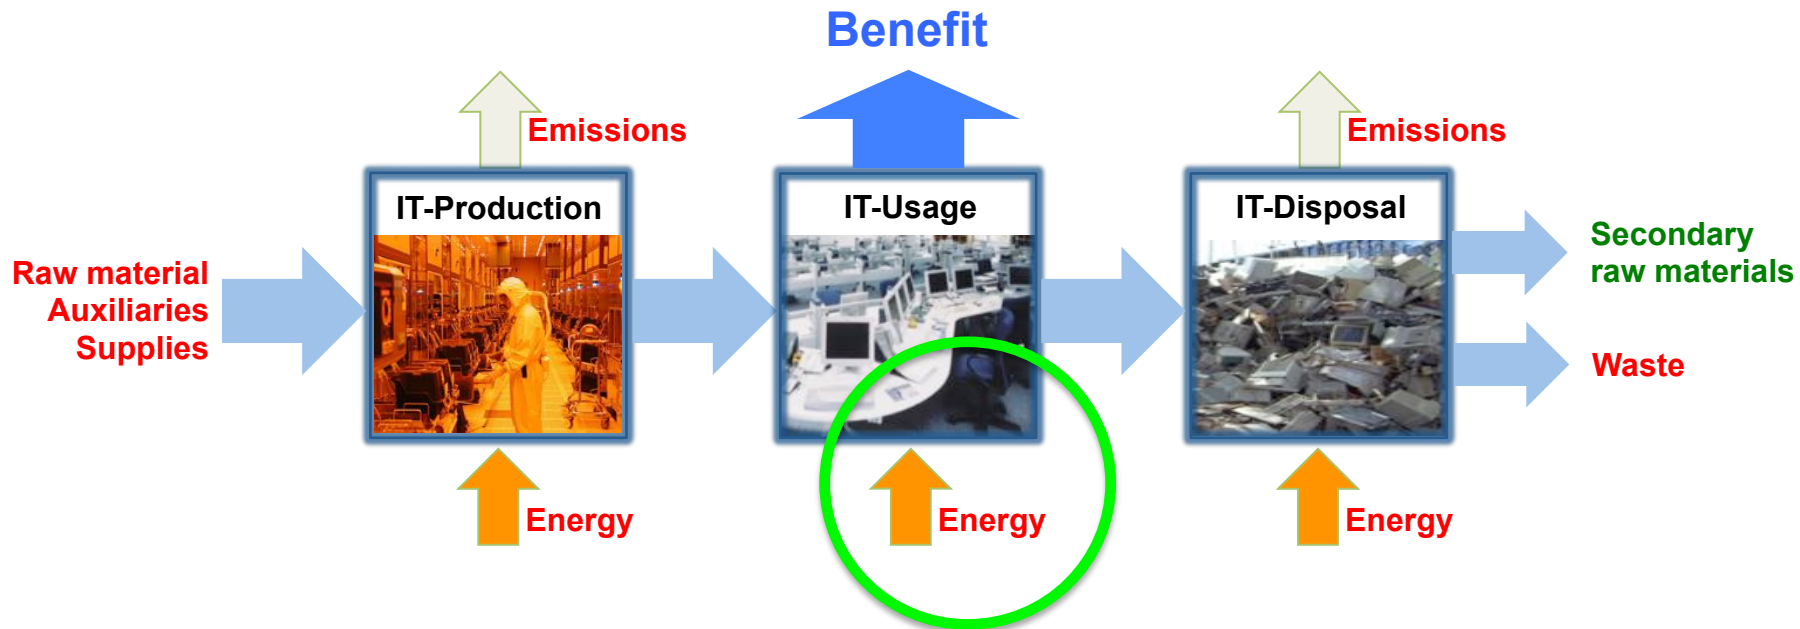 Benefit
Emissions
Emissions
IT-Production
IT-Usage
IT-Disposal
Raw material
Auxiliaries
Supplies
Secondary
raw materials
Waste
Energy
Energy
Energy